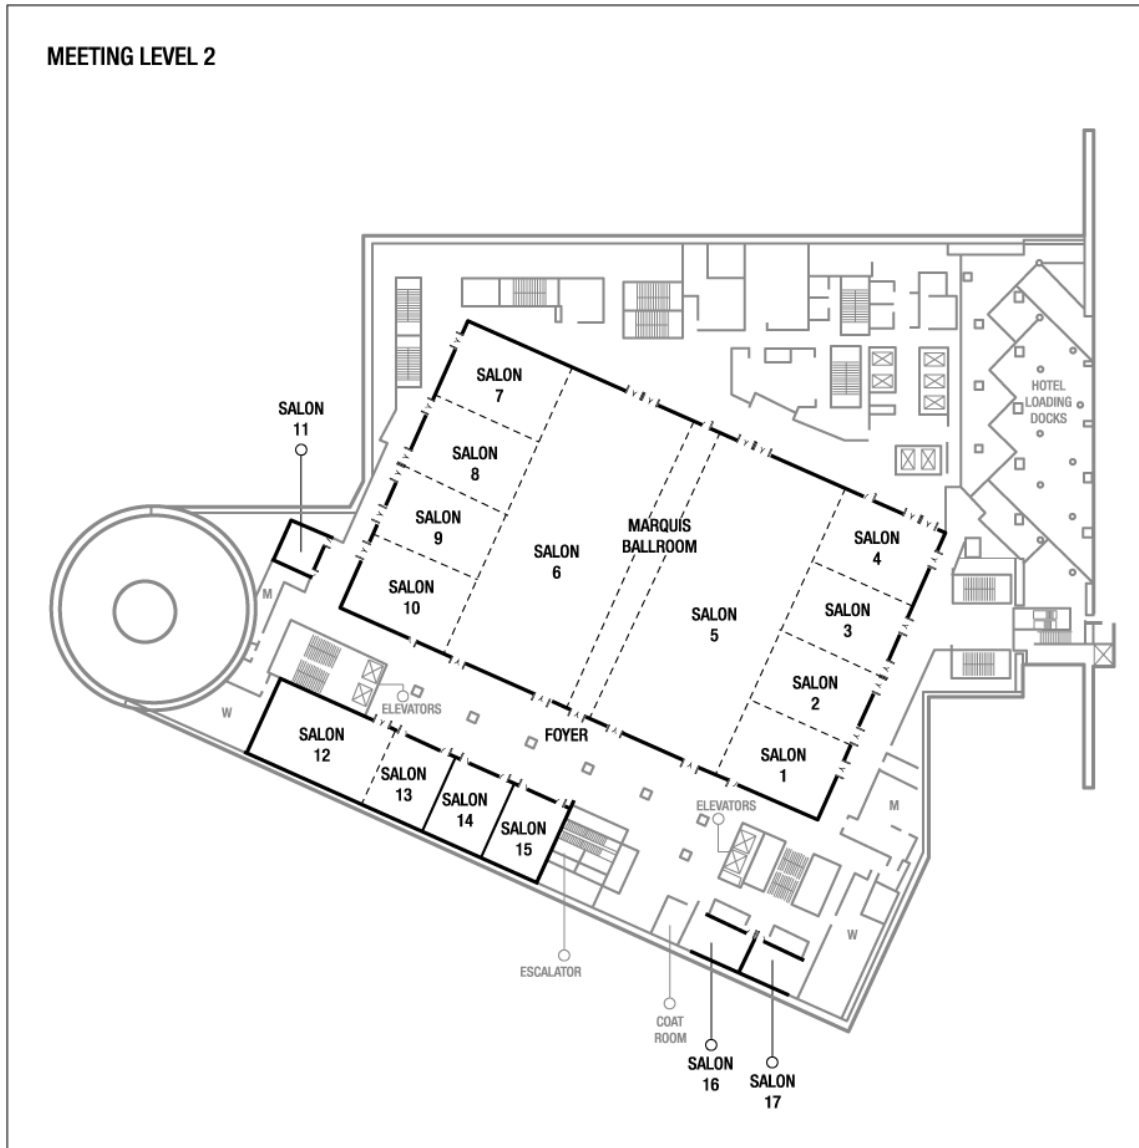 MEETING LEVEL 2
SALON
7
SALON
11
SALON
8
HOTEL
LOADING
DOCKS
SALON
9
MARQUIS
BALLROOM
SALON
4
SALON
6
SALON
10
SALON
3
M
SALON
5
SALON
2
ELEVATORS
W
SALON
12
FOYER
SALON
1
SALON
13
SALON
14
ELEVATORS
M
SALON
15
W
ESCALATOR
COAT
ROOM
SALON
16
SALON
17